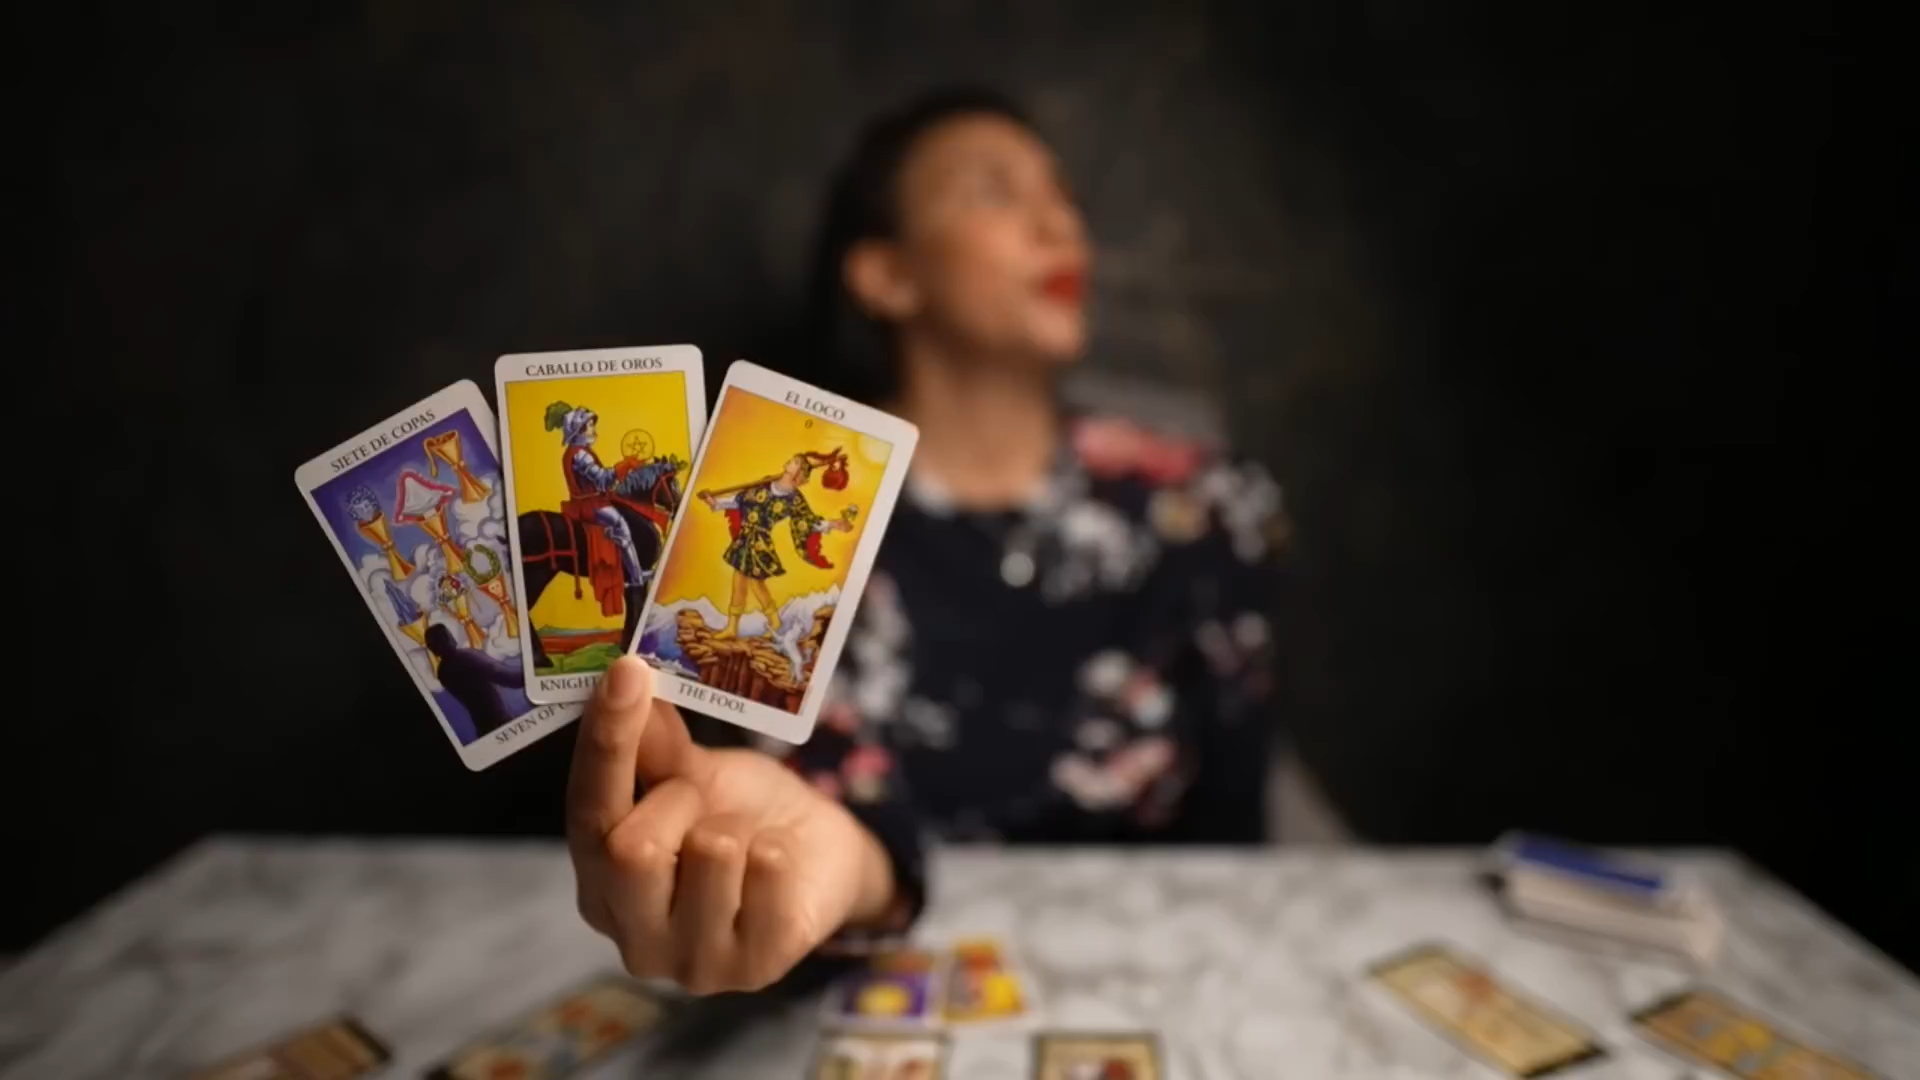 SIETE DE COPAS
SEVEN OF
CABALLO DE OROS
KNIGHT
EL LOCO
0
THE FOOL